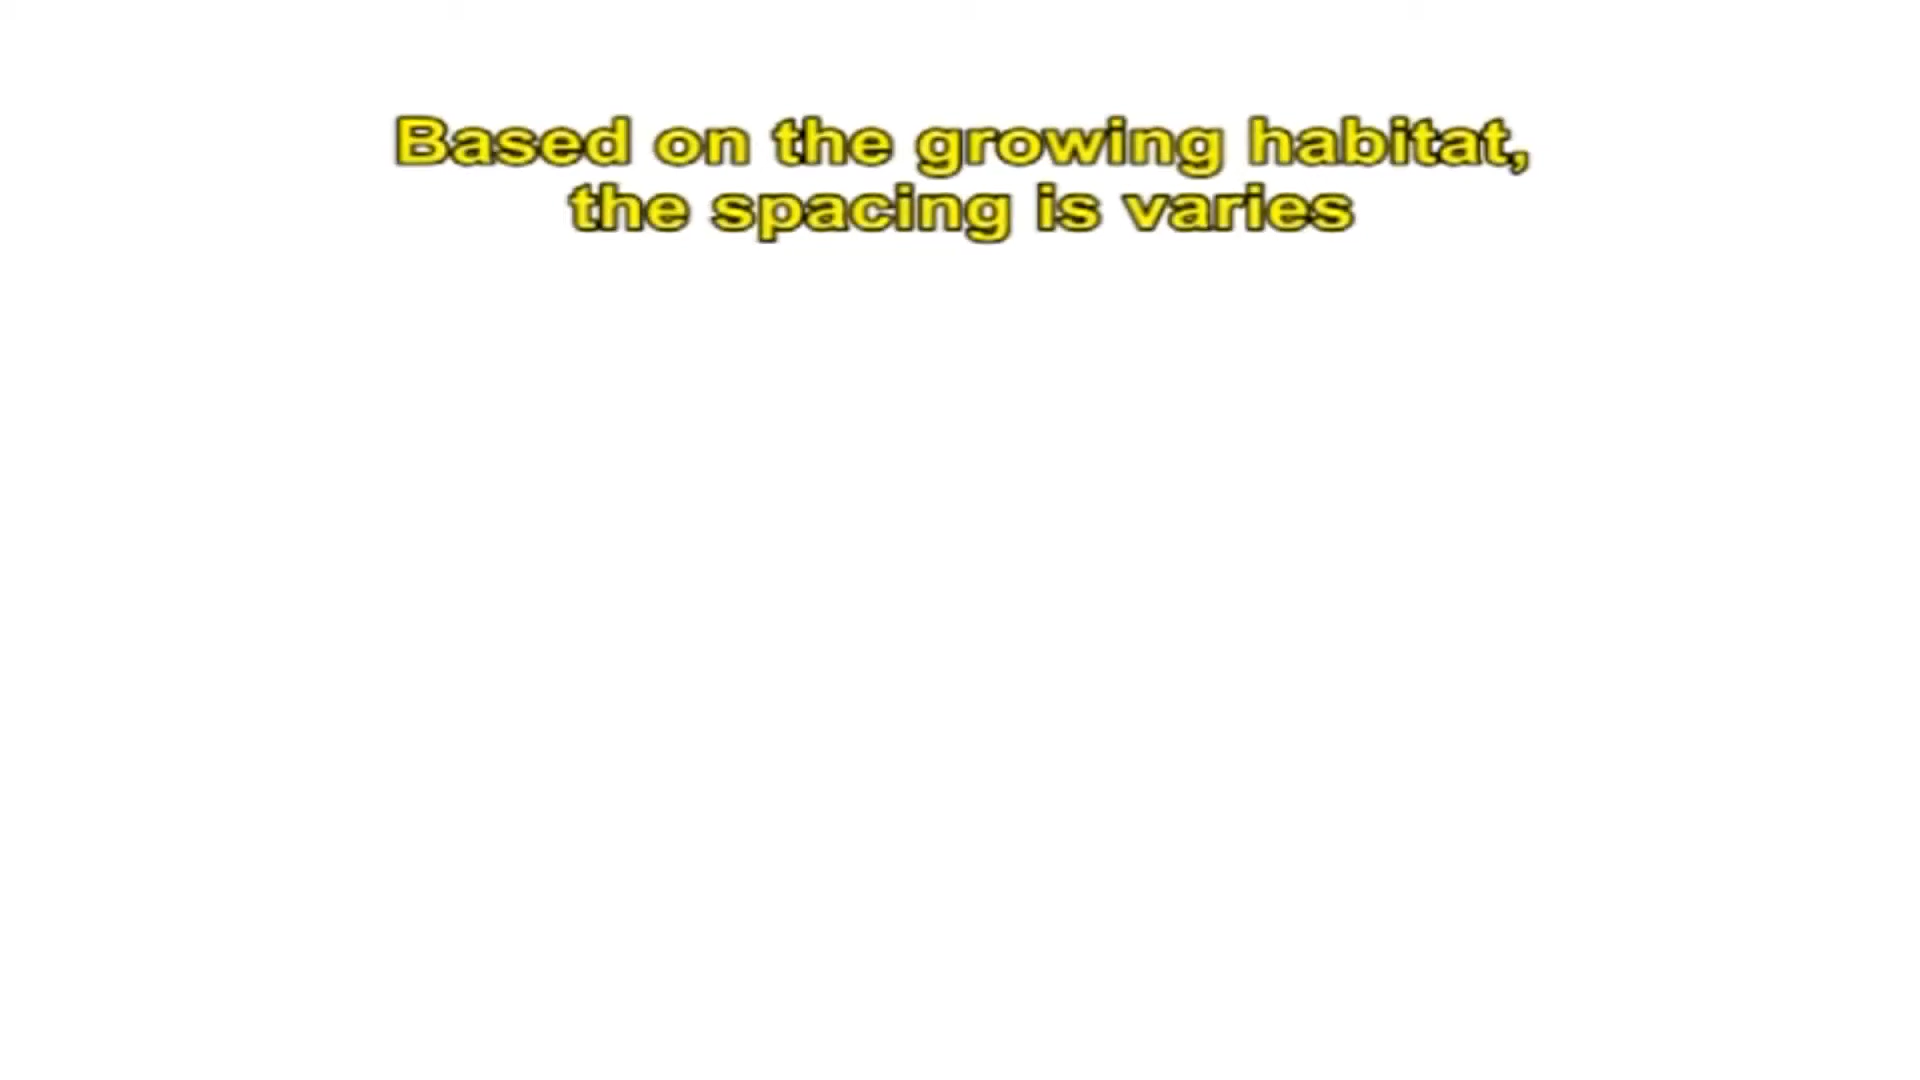 Based on the growing habitat,
the spacing is varies